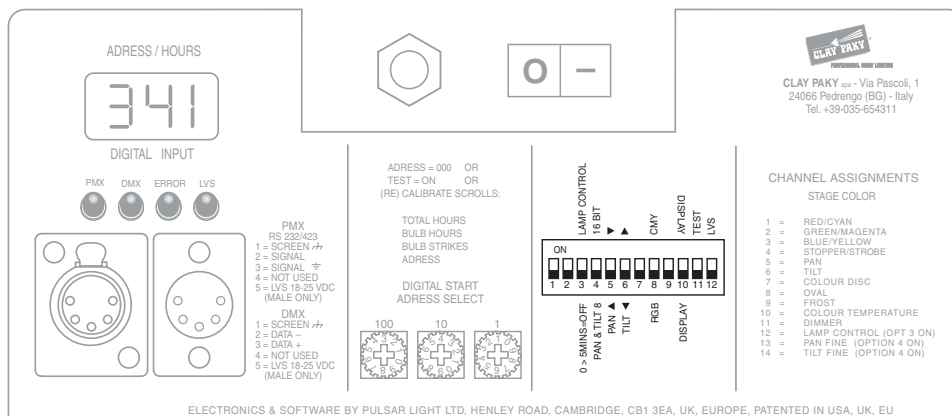 ADRESS / HOURS
341
DIGITAL INPUT
PMX DMX ERROR LVS
PMX
RS 232/423
1 = SCREEN
2 = SIGNAL
3 = SIGNAL
4 = NOT USED
5 = LVS 18-25 VDC
(MALE ONLY)
DMX
1 = SCREEN
2 = DATA –
3 = DATA +
4 = NOT USED
5 = LVS 18-25 VDC
(MALE ONLY)
O –
ADRESS = 000 OR
TEST = ON OR
(RE) CALIBRATE SCROLLS:
TOTAL HOURS
BULB HOURS
BULB STRIKES
ADRESS
DIGITAL START
ADRESS SELECT
100 10 1
LAMP CONTROL
16 BIT
▼
▲
CMY
DISPLAY
TEST
LVS
ON
1 2 3 4 5 6 7 8 9 10 11 12
0 > 5MINS=OFF
PAN & TILT 8
PAN ▲
TILT ▼
RGB
DISPLAY
CLAY PAKY
PROFESSIONAL SHOW LIGHTING
CLAY PAKY spa - Via Pascoli, 1
24066 Pedrengo (BG) - Italy
Tel. +39-035-654311
CHANNEL ASSIGNMENTS
STAGE COLOR
1 = RED/CYAN
2 = GREEN/MAGENTA
3 = BLUE/YELLOW
4 = STOPPER/STROBE
5 = PAN
6 = TILT
7 = COLOUR DISC
8 = OVAL
9 = FROST
10 = COLOUR TEMPERATURE
11 = DIMMER
12 = LAMP CONTROL (OPT 3 ON)
13 = PAN FINE (OPTION 4 ON)
14 = TILT FINE (OPTION 4 ON)
ELECTRONICS & SOFTWARE BY PULSAR LIGHT LTD, HENLEY ROAD, CAMBRIDGE, CB1 3EA, UK, EUROPE, PATENTED IN USA, UK, EU